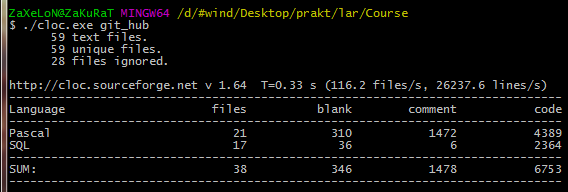 ZaXeLoN@ZaKuRaT MINGW64 /d/#wind/Desktop/prakt/lar/Course
$ ./cloc.exe git_hub
      59 text files.
      59 unique files.
      28 files ignored.
http://cloc.sourceforge.net v 1.64  T=0.33 s (116.2 files/s, 26237.6 lines/s)
-------------------------------------------------------------------------------
Language                     files          blank        comment           code
-------------------------------------------------------------------------------
Pascal                          21            310           1472           4389
SQL                             17             36              6           2364
-------------------------------------------------------------------------------
SUM:                            38            346           1478           6753
-------------------------------------------------------------------------------